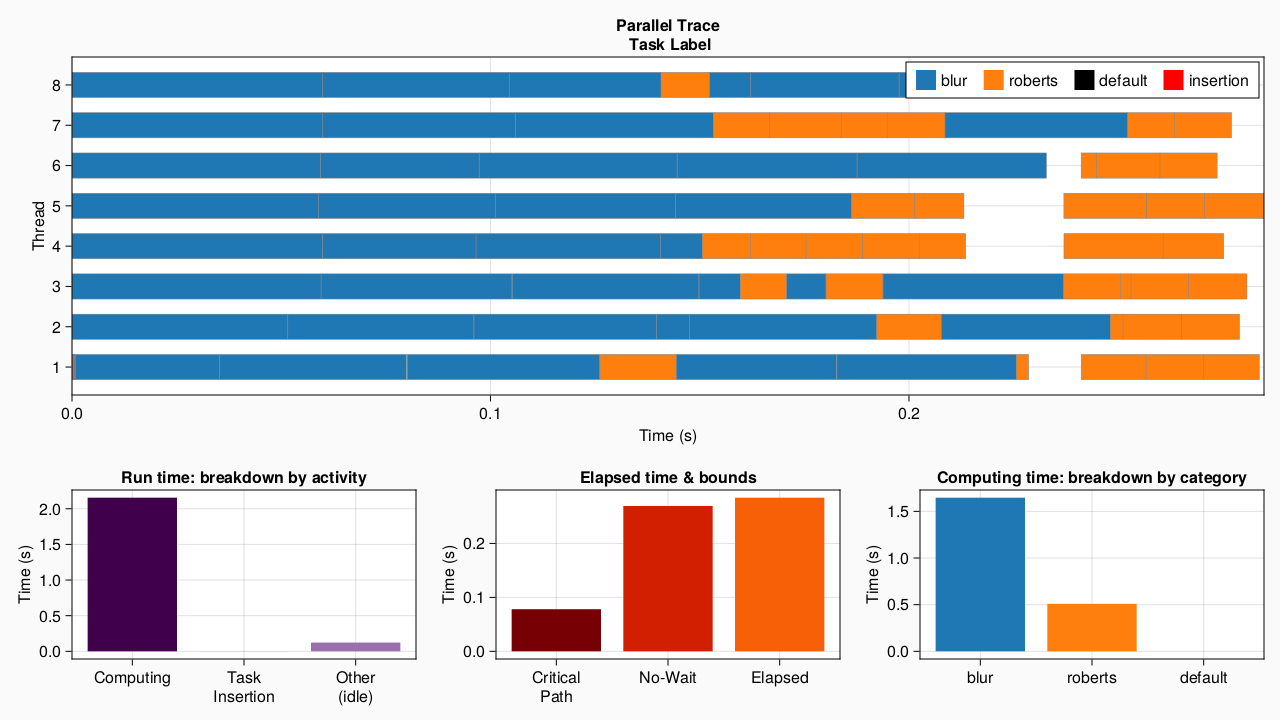 Parallel Trace
Task Label
blur
roberts
default
insertion
Thread
8
7
6
5
4
3
2
1
0.0
0.1
0.2
Time (s)
Run time: breakdown by activity
Time (s)
2.0
1.5
1.0
0.5
0.0
Computing
Task
Insertion
Other
(idle)
Elapsed time & bounds
Time (s)
0.2
0.1
0.0
Critical
Path
No-Wait
Elapsed
Computing time: breakdown by category
Time (s)
1.5
1.0
0.5
0.0
blur
roberts
default